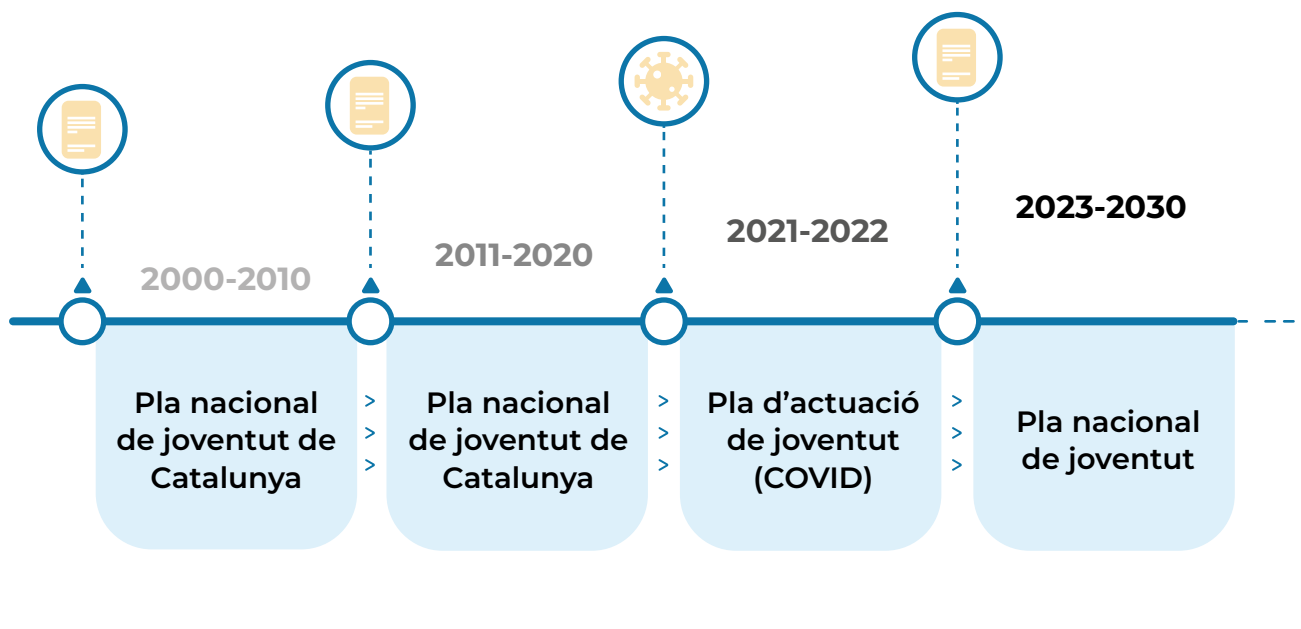 2000-2010
Pla nacional
de joventut de
Catalunya
>
>
>
2011-2020
Pla nacional
de joventut de
Catalunya
>
>
>
2021-2022
Pla d’actuació
de joventut
(COVID)
>
>
>
2023-2030
Pla nacional
de joventut